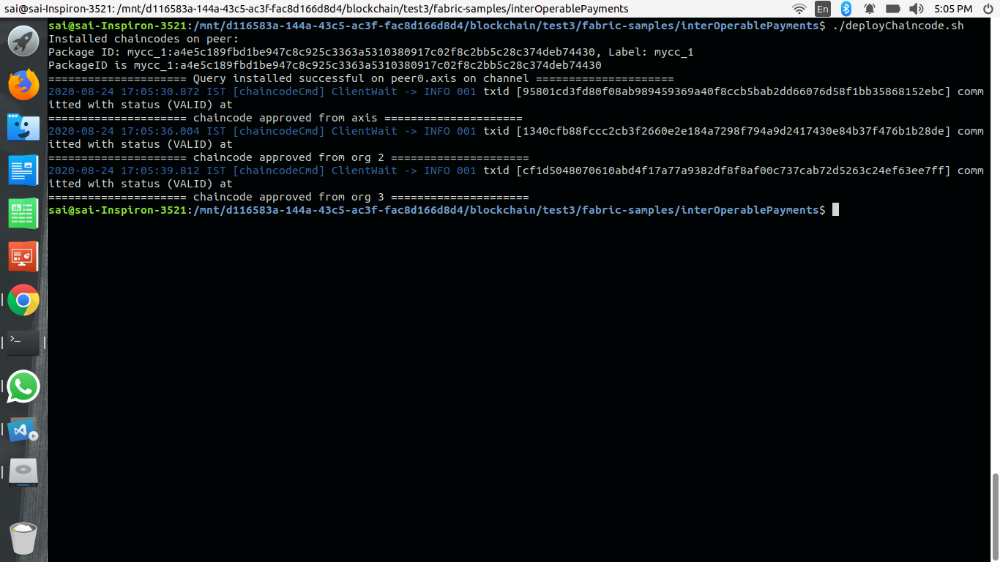 sai@sai-Inspiron-3521: /mnt/d116583a-144a-43c5-ac3f-fac8d166d8d4/blockchain/test3/fabric-samples/interOperablePayments
En
5:05 PM
sai@sai-Inspiron-3521:/mnt/d116583a-144a-43c5-ac3f-fac8d166d8d4/blockchain/test3/fabric-samples/interOperablePayments$ ./deployChaincode.sh
Installed chaincodes on peer:
Package ID: mycc_1:a4e5c189fbd1be947c8c925c3363a5310380917c02f8c2bb5c28c374deb74430, Label: mycc_1
PackageID is mycc_1:a4e5c189fbd1be947c8c925c3363a5310380917c02f8c2bb5c28c374deb74430
===================== Query installed successful on peer0.axis on channel =====================
2020-08-24 17:05:30.872 IST [chaincodeCmd] ClientWait -> INFO 001 txid [95801cd3fd80f08ab989459369a40f8ccb5bab2dd66076d58f1bb35868152ebc] comm
itted with status (VALID) at
===================== chaincode approved from axis =====================
2020-08-24 17:05:36.004 IST [chaincodeCmd] ClientWait -> INFO 001 txid [1340cfb88fccc2cb3f2660e2e184a7298f794a9d2417430e84b37f476b1b28de] comm
itted with status (VALID) at
===================== chaincode approved from org 2 =====================
2020-08-24 17:05:39.812 IST [chaincodeCmd] ClientWait -> INFO 001 txid [cf1d5048070610abd4f17a77a9382df8f8af00c737cab72d5263c24ef63ee7ff] comm
itted with status (VALID) at
===================== chaincode approved from org 3 =====================
sai@sai-Inspiron-3521:/mnt/d116583a-144a-43c5-ac3f-fac8d166d8d4/blockchain/test3/fabric-samples/interOperablePayments$